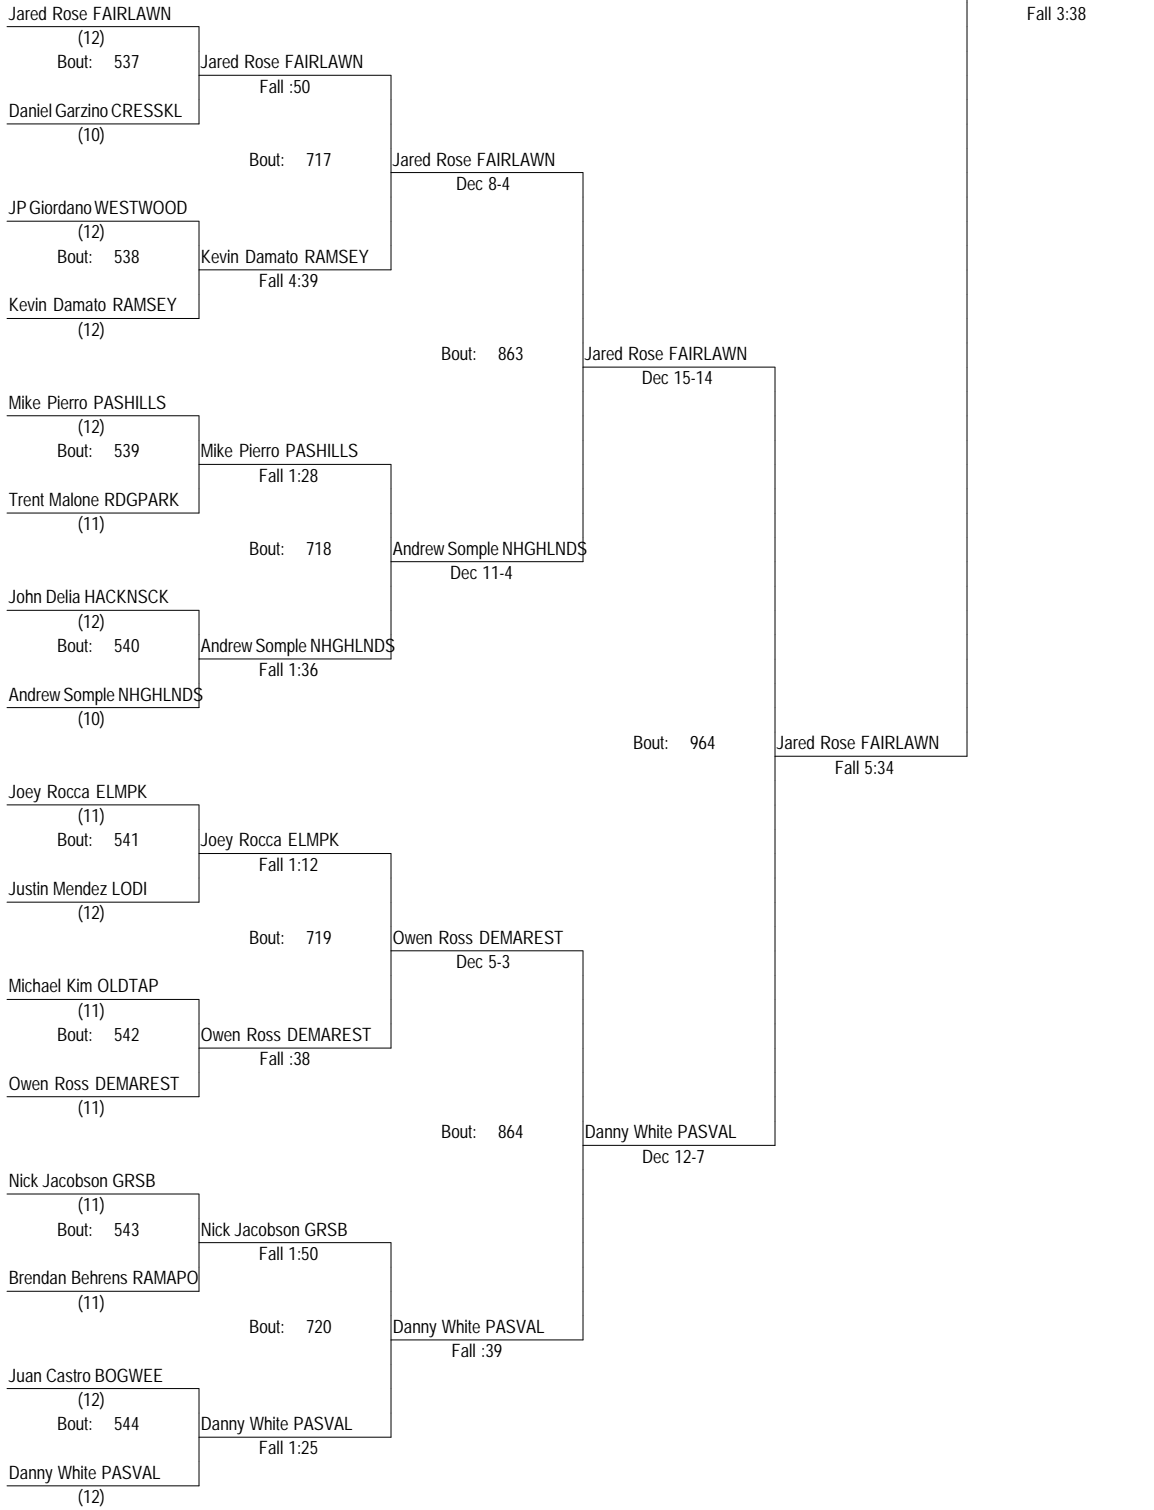 Jared Rose FAIRLAWN
Fall 3:38
(12)
Bout: 537
Jared Rose FAIRLAWN
Fall :50
Daniel Garzino CRESSKL
(10)
Bout: 717
Jared Rose FAIRLAWN
Dec 8-4
JP Giordano WESTWOOD
(12)
Bout: 538
Kevin Damato RAMSEY
Fall 4:39
Kevin Damato RAMSEY
(12)
Bout: 863
Jared Rose FAIRLAWN
Dec 15-14
Mike Pierro PASHILLS
(12)
Bout: 539
Mike Pierro PASHILLS
Fall 1:28
Trent Malone RDGPARK
(11)
Bout: 718
Andrew Somple NHGHLNDS
Dec 11-4
John Delia HACKNSCK
(12)
Bout: 540
Andrew Somple NHGHLNDS
Fall 1:36
Andrew Somple NHGHLNDS
(10)
Bout: 964
Jared Rose FAIRLAWN
Fall 5:34
Joey Rocca ELMPK
(11)
Bout: 541
Joey Rocca ELMPK
Fall 1:12
Justin Mendez LODI
(12)
Bout: 719
Owen Ross DEMAREST
Dec 5-3
Michael Kim OLDTAP
(11)
Bout: 542
Owen Ross DEMAREST
Fall :38
Owen Ross DEMAREST
(11)
Bout: 864
Danny White PASVAL
Dec 12-7
Nick Jacobson GRSB
(11)
Bout: 543
Nick Jacobson GRSB
Fall 1:50
Brendan Behrens RAMAPO
(11)
Bout: 720
Danny White PASVAL
Fall :39
Juan Castro BOGWEE
(12)
Bout: 544
Danny White PASVAL
Fall 1:25
Danny White PASVAL
(12)